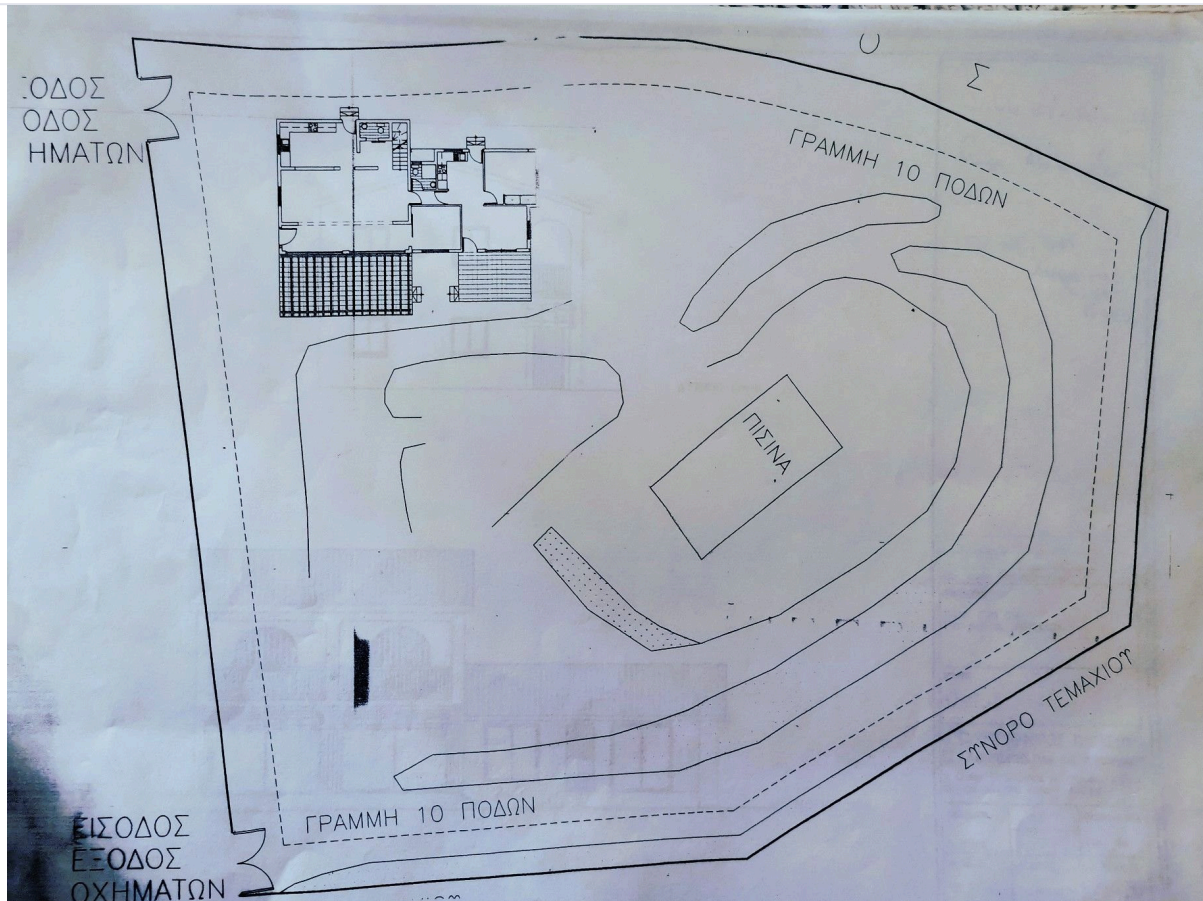 Υ
Σ
ΟΔΟΣ
ΟΔΟΣ
ΗΜΑΤΩΝ
ΓΡΑΜΜΗ 10 ΠΟΔΩΝ
ΠΙΣΙΝΑ
ΣΥΝΟΡΟ ΤΕΜΑΧΙΟΥ
ΓΡΑΜΜΗ 10 ΠΟΔΩΝ
ΕΙΣΟΔΟΣ
ΕΞΟΔΟΣ
ΟΧΗΜΑΤΩΝ